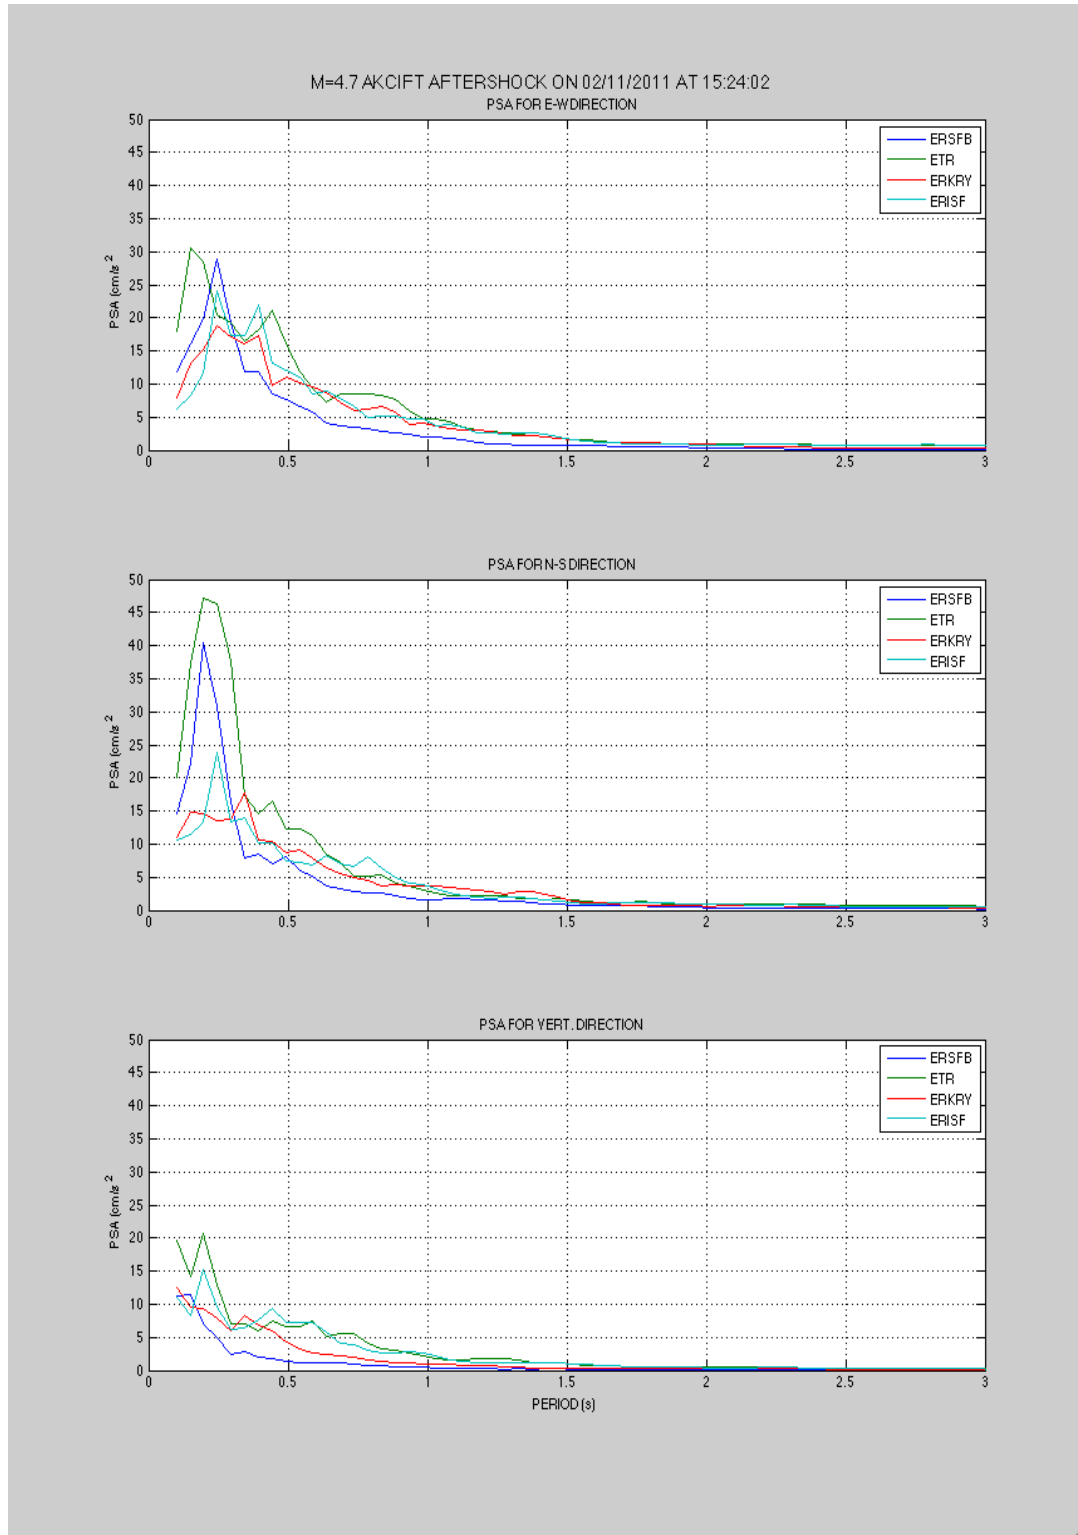 M=4.7 AKCIFT AFTERSHOCK ON 02/11/2011 AT 15:24:02
PSA FOR E-W DIRECTION
50
45
40
35
30
25
20
15
10
5
0
PSA (cm/s²
ERSFB
ETR
ERKRY
ERISF
0 0.5 1 1.5 2 2.5 3
PSA FOR N-S DIRECTION
50
45
40
35
30
25
20
15
10
5
0
PSA (cm/s²
ERSFB
ETR
ERKRY
ERISF
0 0.5 1 1.5 2 2.5 3
PSA FOR VERT. DIRECTION
50
45
40
35
30
25
20
15
10
5
0
PSA (cm/s²
ERSFB
ETR
ERKRY
ERISF
0 0.5 1 1.5 2 2.5 3
PERIOD (s)